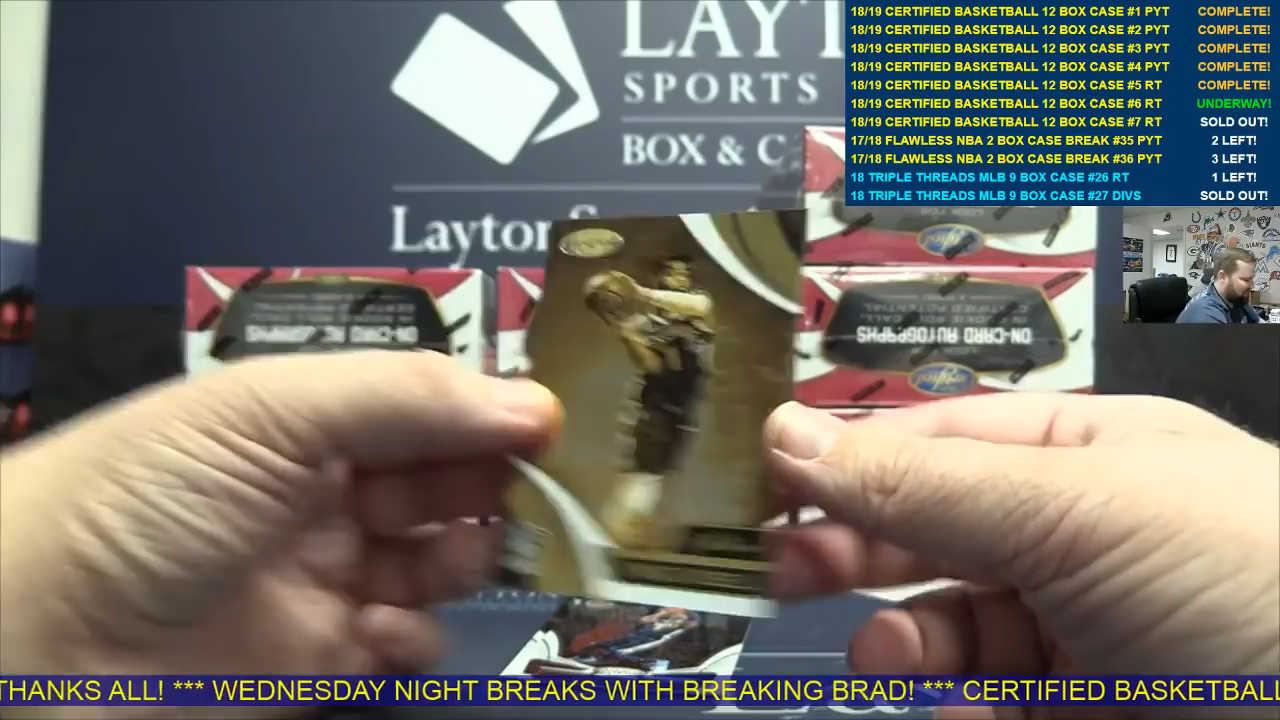 LAYT
SPORTS
BOX & C
Layton
18/19 CERTIFIED BASKETBALL 12 BOX CASE #1 PYT COMPLETE!
18/19 CERTIFIED BASKETBALL 12 BOX CASE #2 PYT COMPLETE!
18/19 CERTIFIED BASKETBALL 12 BOX CASE #3 PYT COMPLETE!
18/19 CERTIFIED BASKETBALL 12 BOX CASE #4 PYT COMPLETE!
18/19 CERTIFIED BASKETBALL 12 BOX CASE #5 RT COMPLETE!
18/19 CERTIFIED BASKETBALL 12 BOX CASE #6 RT UNDERWAY!
18/19 CERTIFIED BASKETBALL 12 BOX CASE #7 RT SOLD OUT!
17/18 FLAWLESS NBA 2 BOX CASE BREAK #35 PYT 2 LEFT!
17/18 FLAWLESS NBA 2 BOX CASE BREAK #36 PYT 3 LEFT!
18 TRIPLE THREADS MLB 9 BOX CASE #26 RT 1 LEFT!
18 TRIPLE THREADS MLB 9 BOX CASE #27 DIVS SOLD OUT!
ON-CARD AUTOGRAPHS
THANKS ALL! *** WEDNESDAY NIGHT BREAKS WITH BREAKING BRAD! *** CERTIFIED BASKETBALL